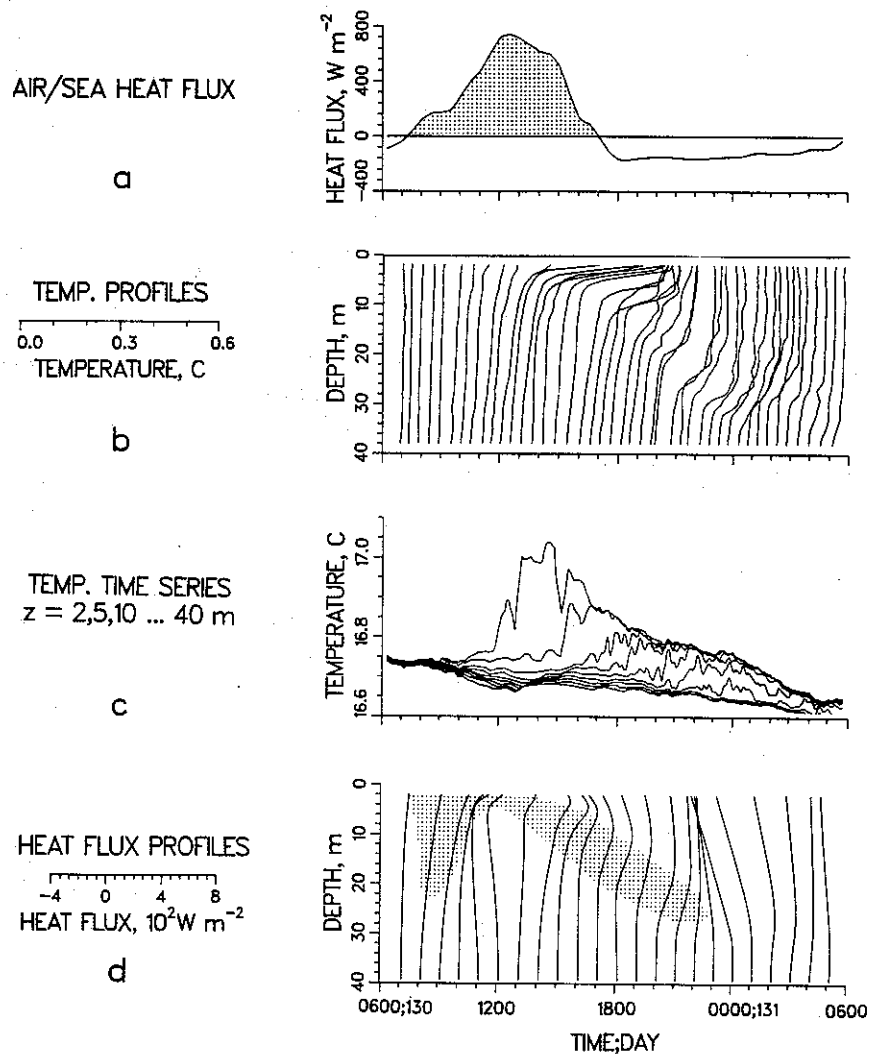 AIR/SEA HEAT FLUX
a
HEAT FLUX, W m⁻²
800
400
0
-400
TEMP. PROFILES
0.0 0.3 0.6
TEMPERATURE, C
b
DEPTH, m
0
10
20
30
40
TEMP. TIME SERIES
z = 2,5,10 ... 40 m
c
TEMPERATURE, C
17.0
16.8
16.6
HEAT FLUX PROFILES
-4 0 4 8
HEAT FLUX, 10²W m⁻²
d
DEPTH, m
0
10
20
30
40
0600;130 1200 1800 0000;131 0600
TIME;DAY